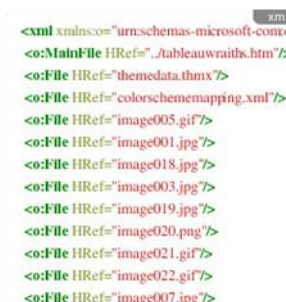 xm
<xml xmlns:o="urn:schemas-microsoft-com:o
<o:MainFile HRef="../tableauwraiths.htm"/>
<o:File HRef="themedata.thmx"/>
<o:File HRef="colorschememapping.xml"/>
<o:File HRef="image005.gif"/>
<o:File HRef="image001.jpg"/>
<o:File HRef="image018.jpg"/>
<o:File HRef="image003.jpg"/>
<o:File HRef="image019.jpg"/>
<o:File HRef="image020.png"/>
<o:File HRef="image021.gif"/>
<o:File HRef="image022.gif"/>
<o:File HRef="image007.jpg"/>